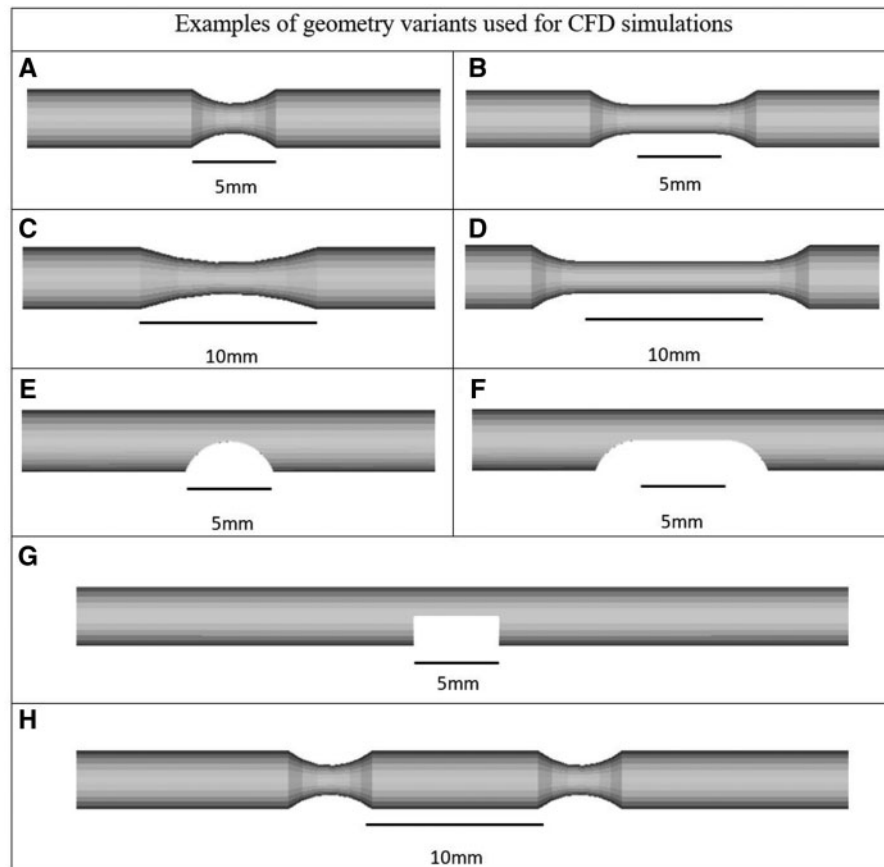 Examples of geometry variants used for CFD simulations
A
5mm
B
5mm
C
10mm
D
10mm
E
5mm
F
5mm
G
5mm
H
10mm